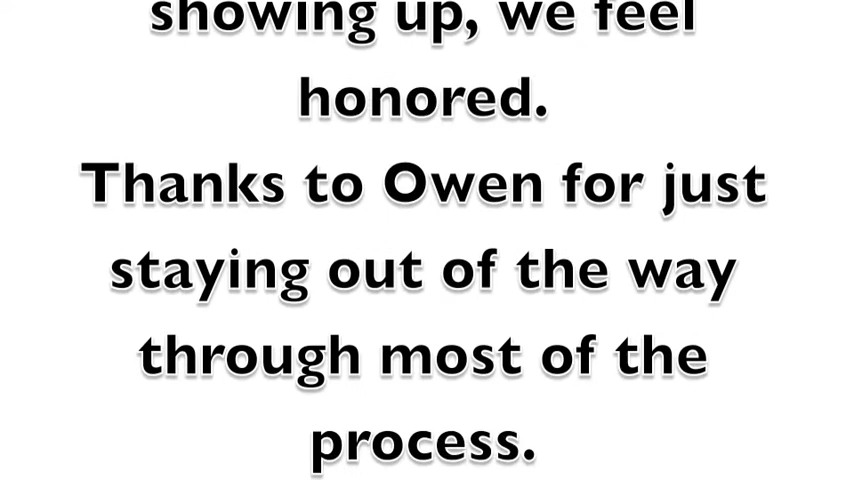 showing up, we feel
honored.
Thanks to Owen for just
staying out of the way
through most of the
process.